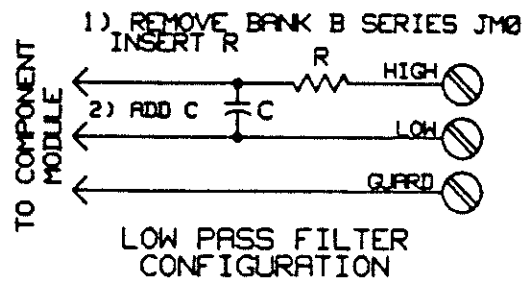 1) REMOVE BANK B SERIES JM0
INSERT R
R
HIGH
2) ADD C
C
LOW
GUARD
TO COMPONENT
MODULE
LOW PASS FILTER
CONFIGURATION